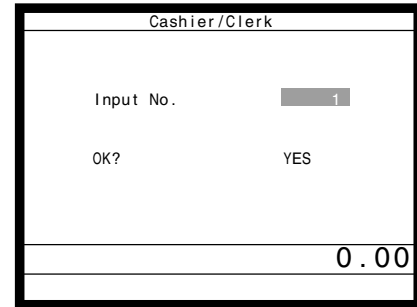 Cashier/Clerk
Input No. 1
OK? YES
0.00